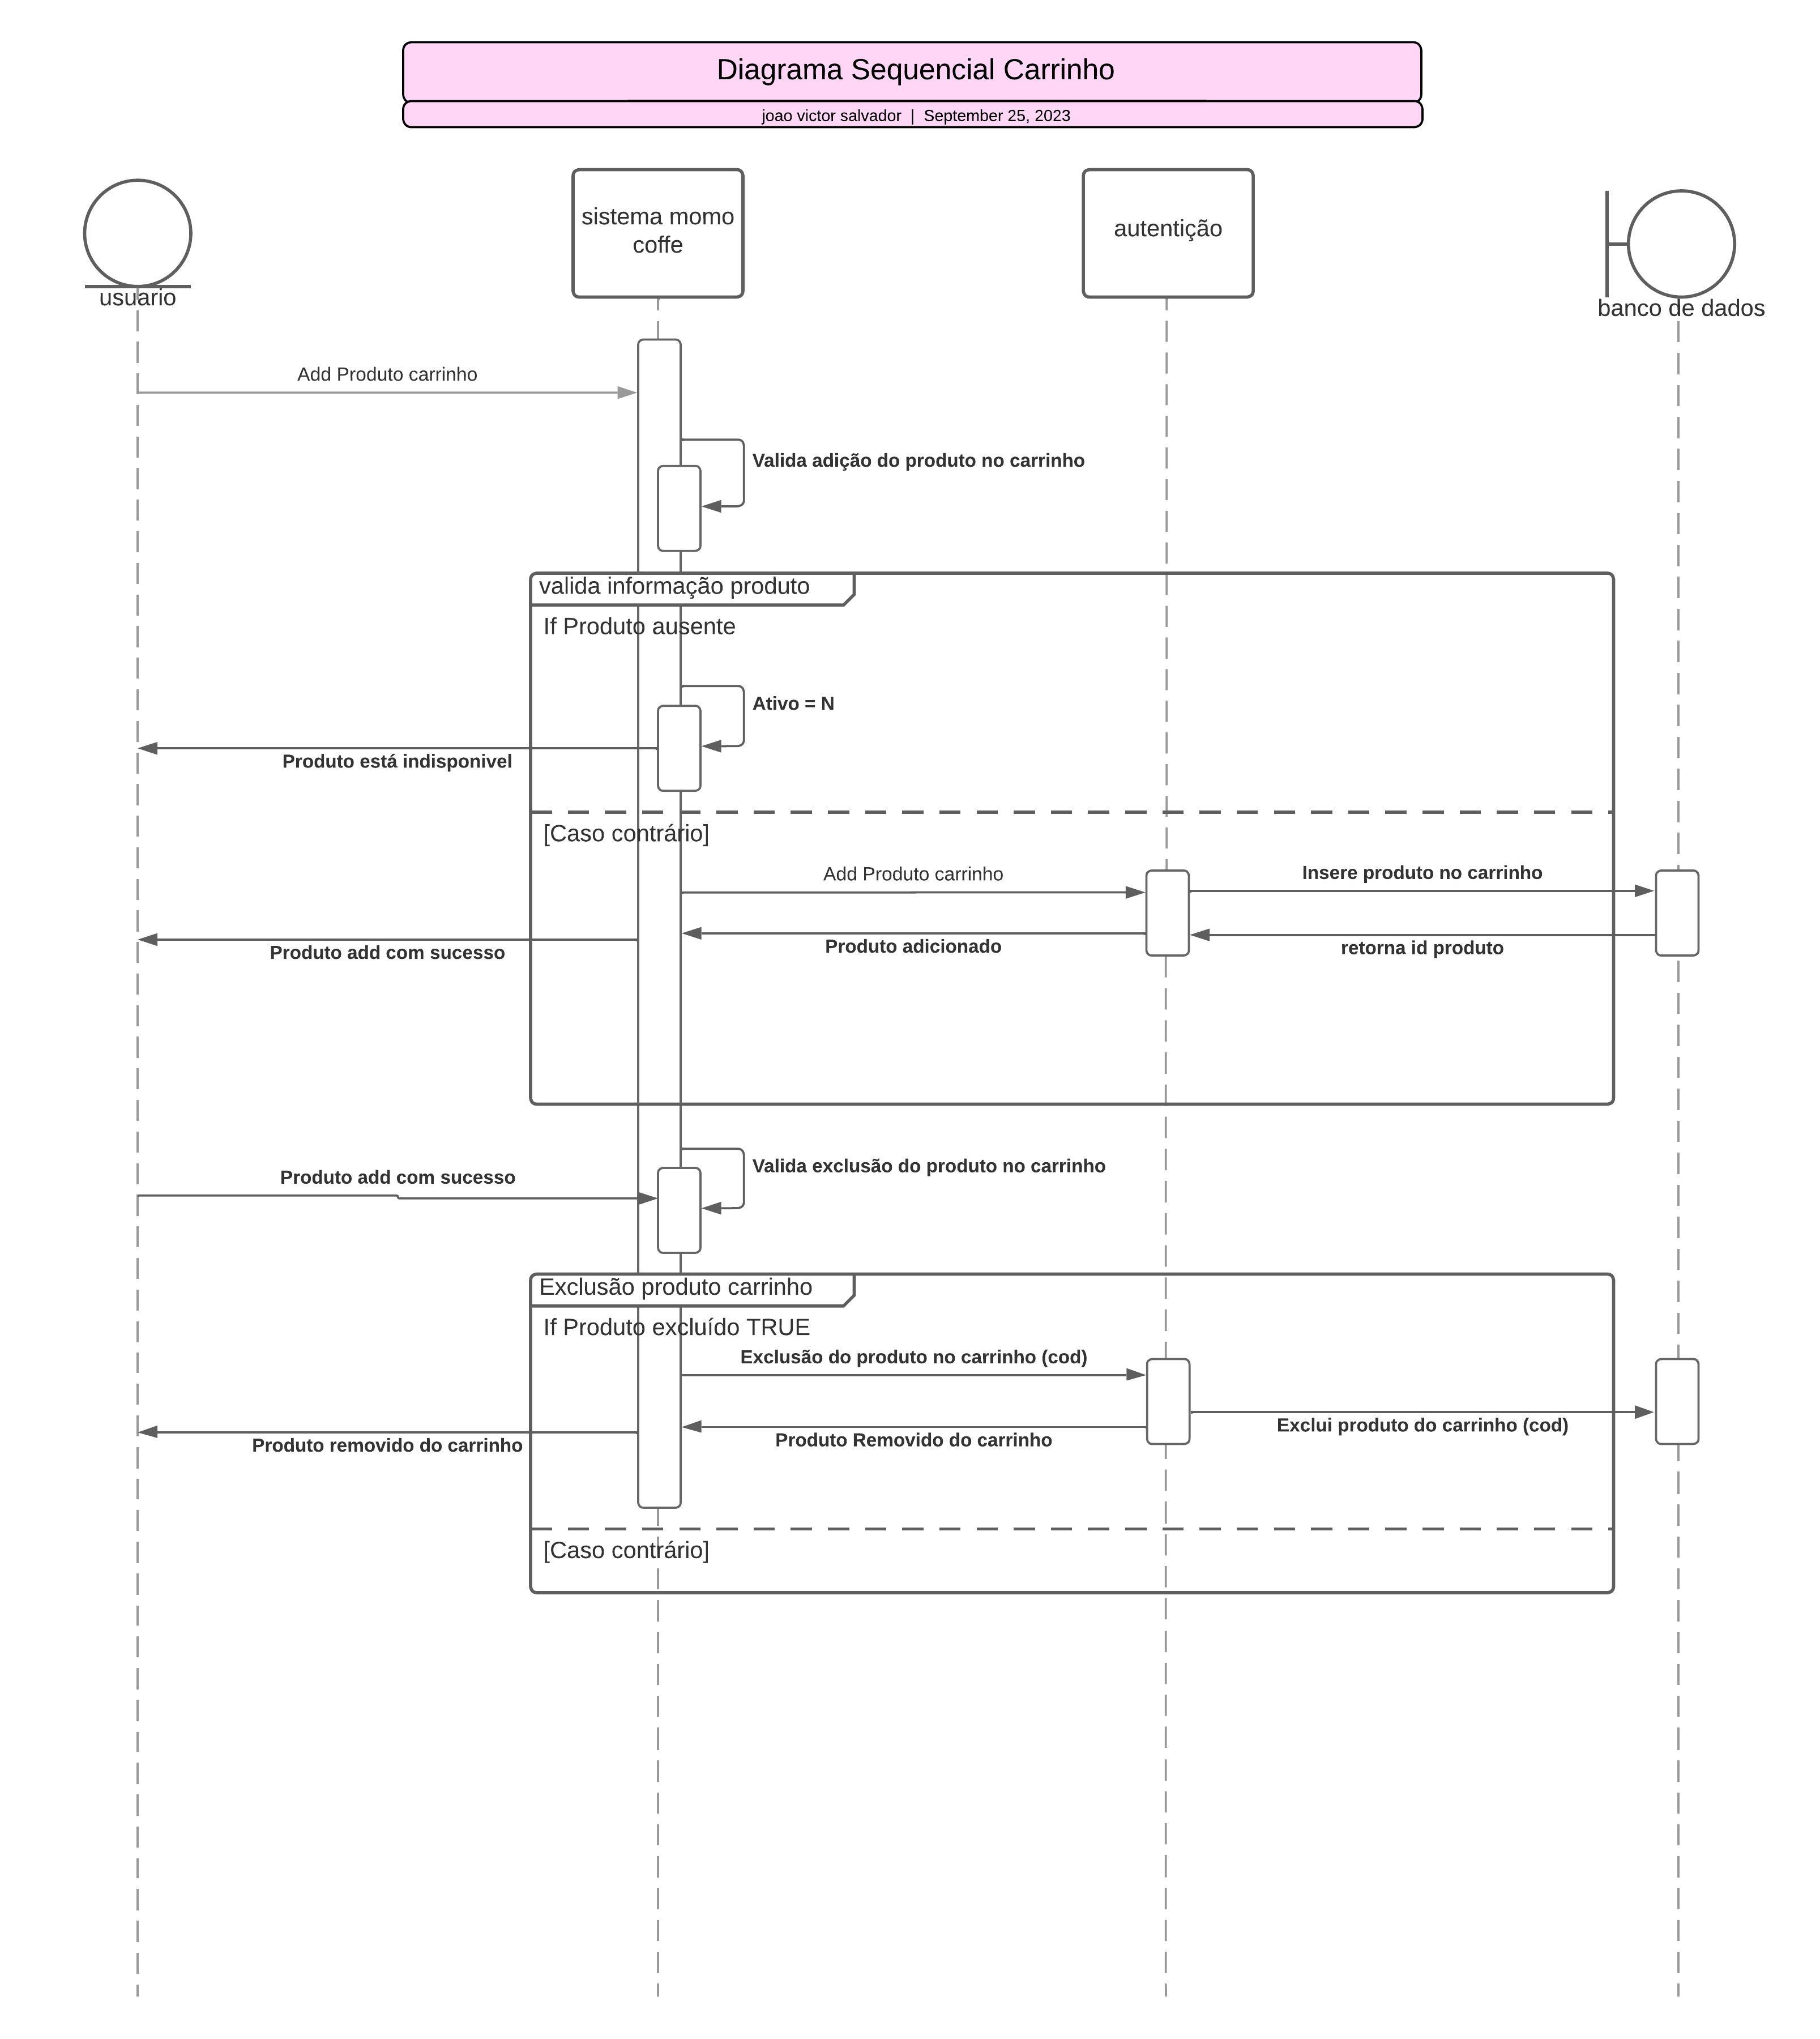 Diagrama Sequencial Carrinho
joao victor salvador | September 25, 2023
usuario
sistema momo
coffe
autentição
banco de dados
Add Produto carrinho
Valida adição do produto no carrinho
valida informação produto
If Produto ausente
Ativo = N
Produto está indisponivel
[Caso contrário]
Add Produto carrinho
Insere produto no carrinho
Produto add com sucesso
Produto adicionado
retorna id produto
Valida exclusão do produto no carrinho
Produto add com sucesso
Exclusão produto carrinho
If Produto excluído TRUE
Exclusão do produto no carrinho (cod)
Exclui produto do carrinho (cod)
Produto removido do carrinho
Produto Removido do carrinho
[Caso contrário]